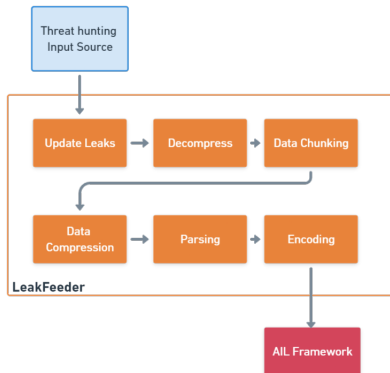 Threat hunting
Input Source
Update Leaks
Decompress
Data Chunking
Data
Compression
Parsing
Encoding
LeakFeeder
AIL Framework